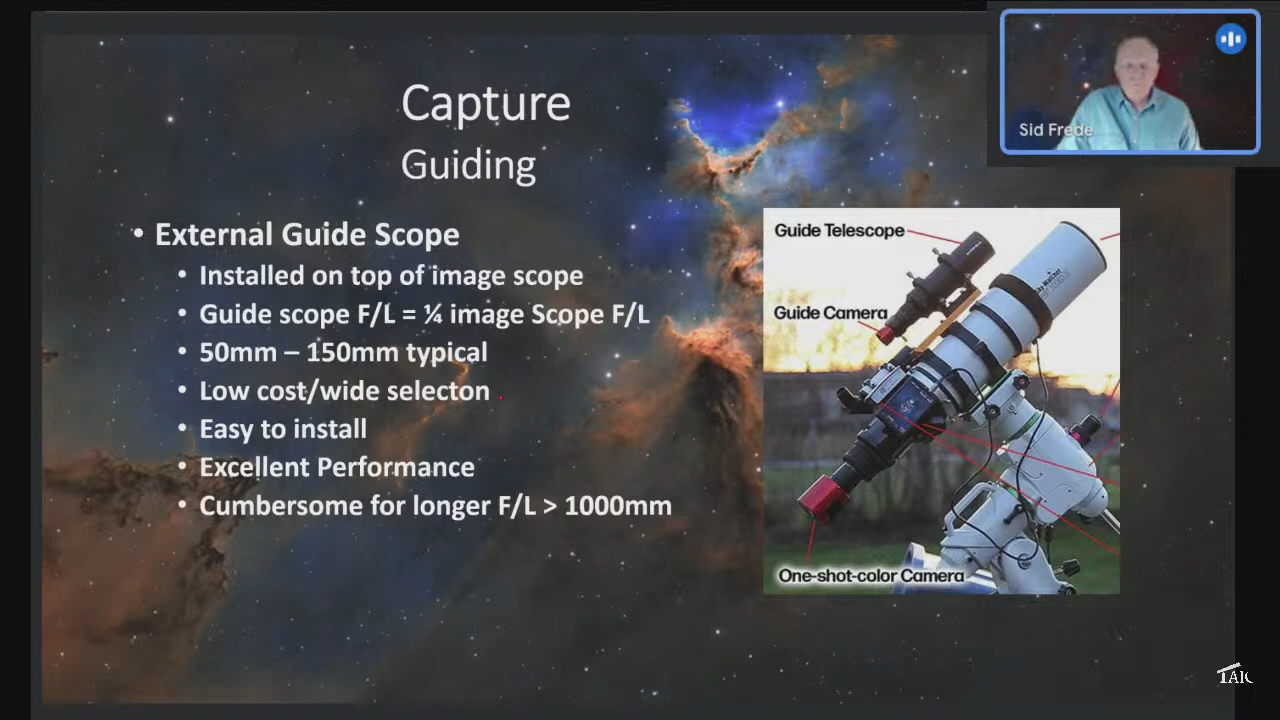 Capture
Guiding
• External Guide Scope
• Installed on top of image scope
• Guide scope F/L = ¼ image Scope F/L
• 50mm – 150mm typical
• Low cost/wide selecton
• Easy to install
• Excellent Performance
• Cumbersome for longer F/L > 1000mm
Sid Frede
Guide Telescope
Guide Camera
One-shot-color Camera